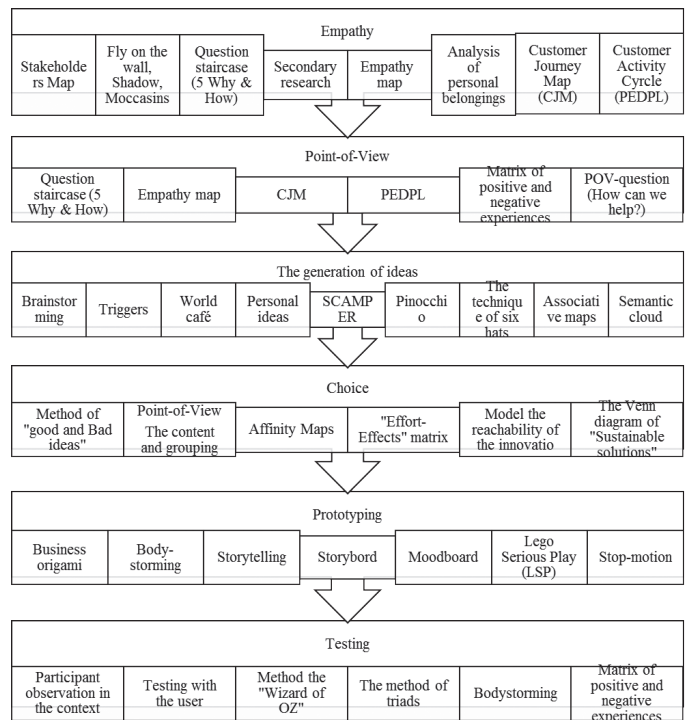 Empathy
Stakeholde
rs Map
Fly on the
wall,
Shadow,
Moccasins
Question
staircase
(5 Why &
How)
Secondary
research
Empathy
map
Analysis
of
personal
belongings
Customer
Journey
Map
(CJM)
Customer
Activity
Cyrcle
(PEDPL)
Point-of-View
Question
staircase (5
Why & How)
Empathy map
CJM
PEDPL
Matrix of
positive and
negative
experiences
POV-question
(How can we
help?)
The generation of ideas
Brainstor
ming
Triggers
World
café
Personal
ideas
SCAMP
ER
Pinocchi
o
The
techniqu
e of six
hats
Associati
ve maps
Semantic
cloud
Choice
Method of
"good and Bad
ideas"
Point-of-View
The content
and grouping
Affinity Maps
"Effort-
Effects" matrix
Model the
reachability of
the innovatio
The Venn
diagram of
"Sustainable
solutions"
Prototyping
Business
origami
Body-
storming
Storytelling
Storybord
Moodboard
Lego
Serious Play
(LSP)
Stop-motion
Testing
Participant
observation in
the context
Testing with
the user
Method the
"Wizard of
OZ"
The method of
triads
Bodystorming
Matrix of
positive and
negative
experiences